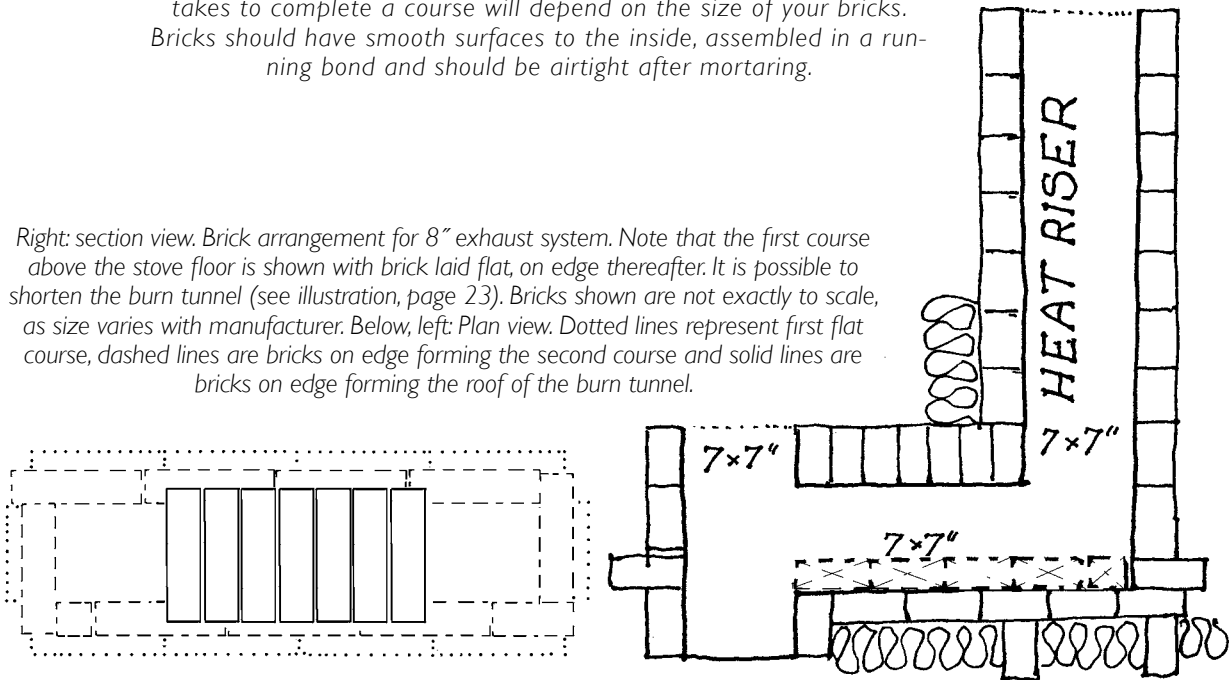 takes to complete a course will depend on the size of your bricks.
Bricks should have smooth surfaces to the inside, assembled in a run-
ning bond and should be airtight after mortaring.
Right: section view. Brick arrangement for 8″ exhaust system. Note that the first course
above the stove floor is shown with brick laid flat, on edge thereafter. It is possible to
shorten the burn tunnel (see illustration, page 23). Bricks shown are not exactly to scale,
as size varies with manufacturer. Below, left: Plan view. Dotted lines represent first flat
course, dashed lines are bricks on edge forming the second course and solid lines are
bricks on edge forming the roof of the burn tunnel.
HEAT RISER
7×7"
7×7"
7×7"